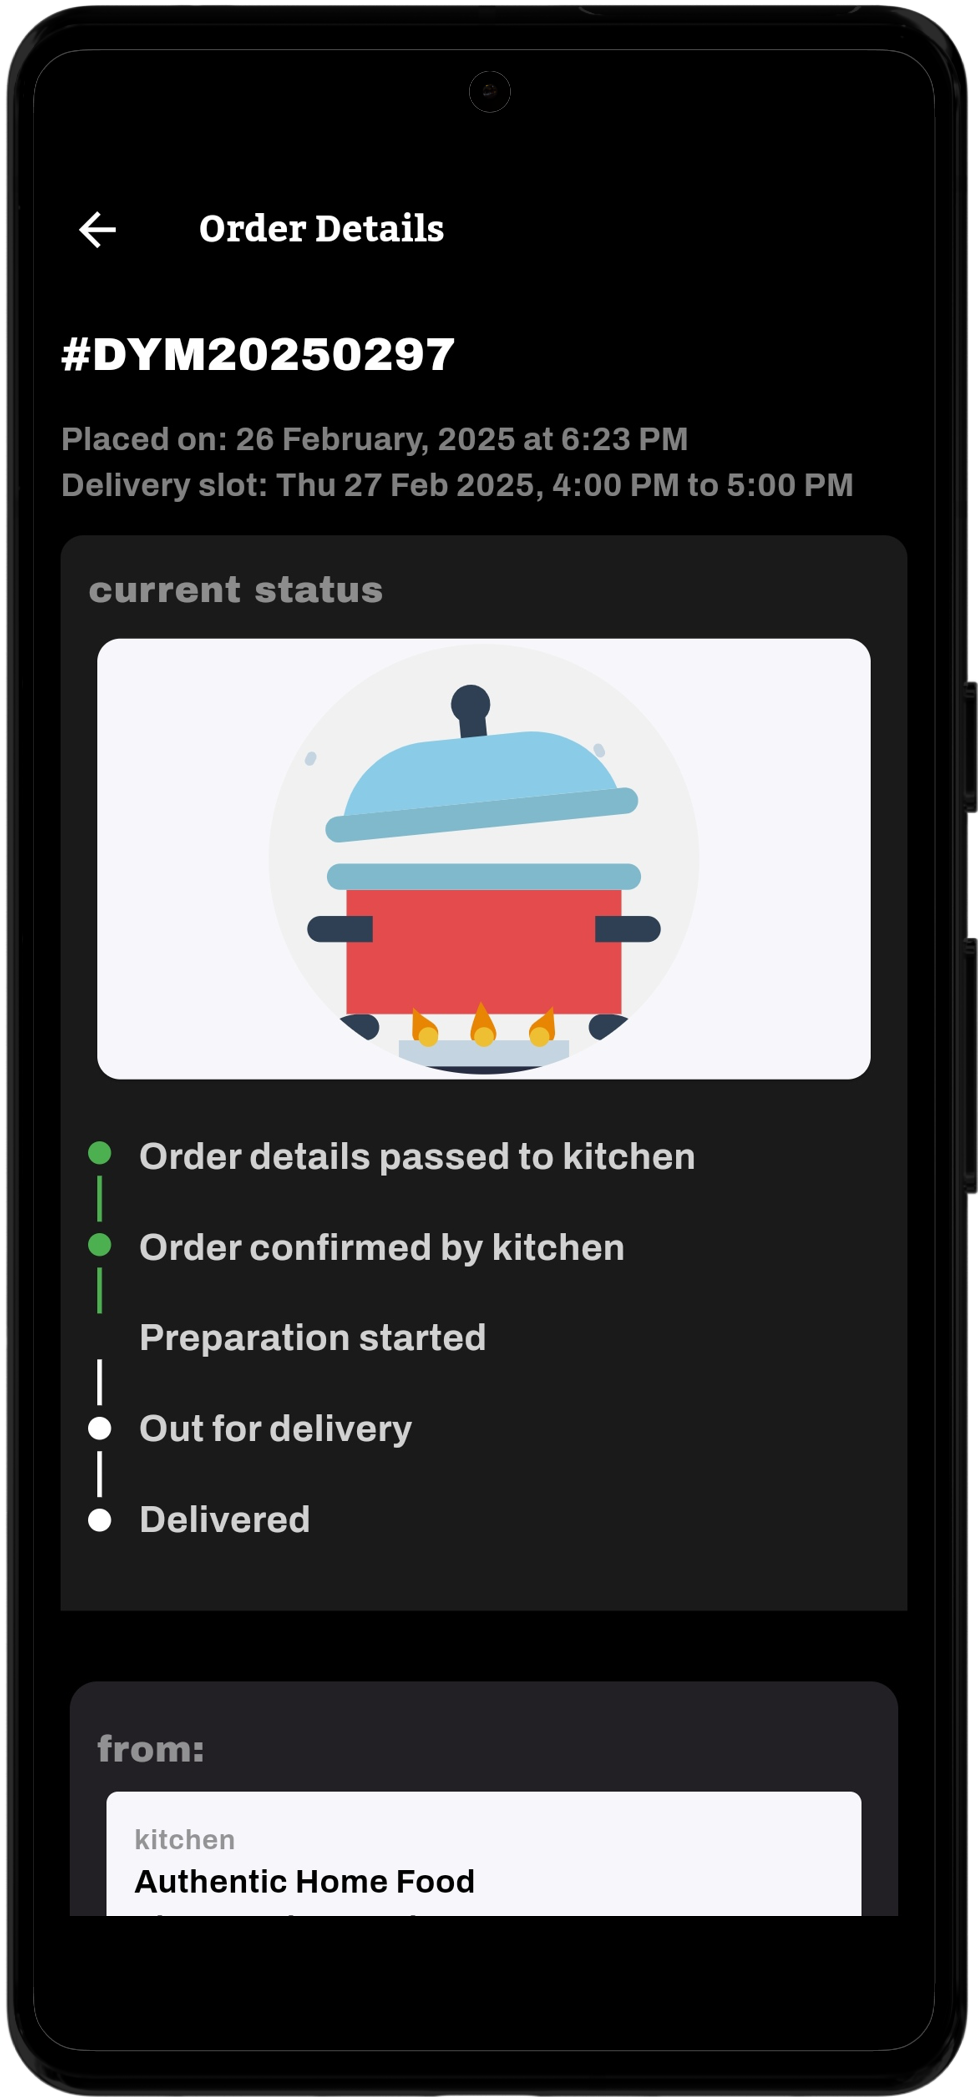 Order Details
#DYM20250297
Placed on: 26 February, 2025 at 6:23 PM
Delivery slot: Thu 27 Feb 2025, 4:00 PM to 5:00 PM
current status
Order details passed to kitchen
Order confirmed by kitchen
Preparation started
Out for delivery
Delivered
from:
kitchen
Authentic Home Food